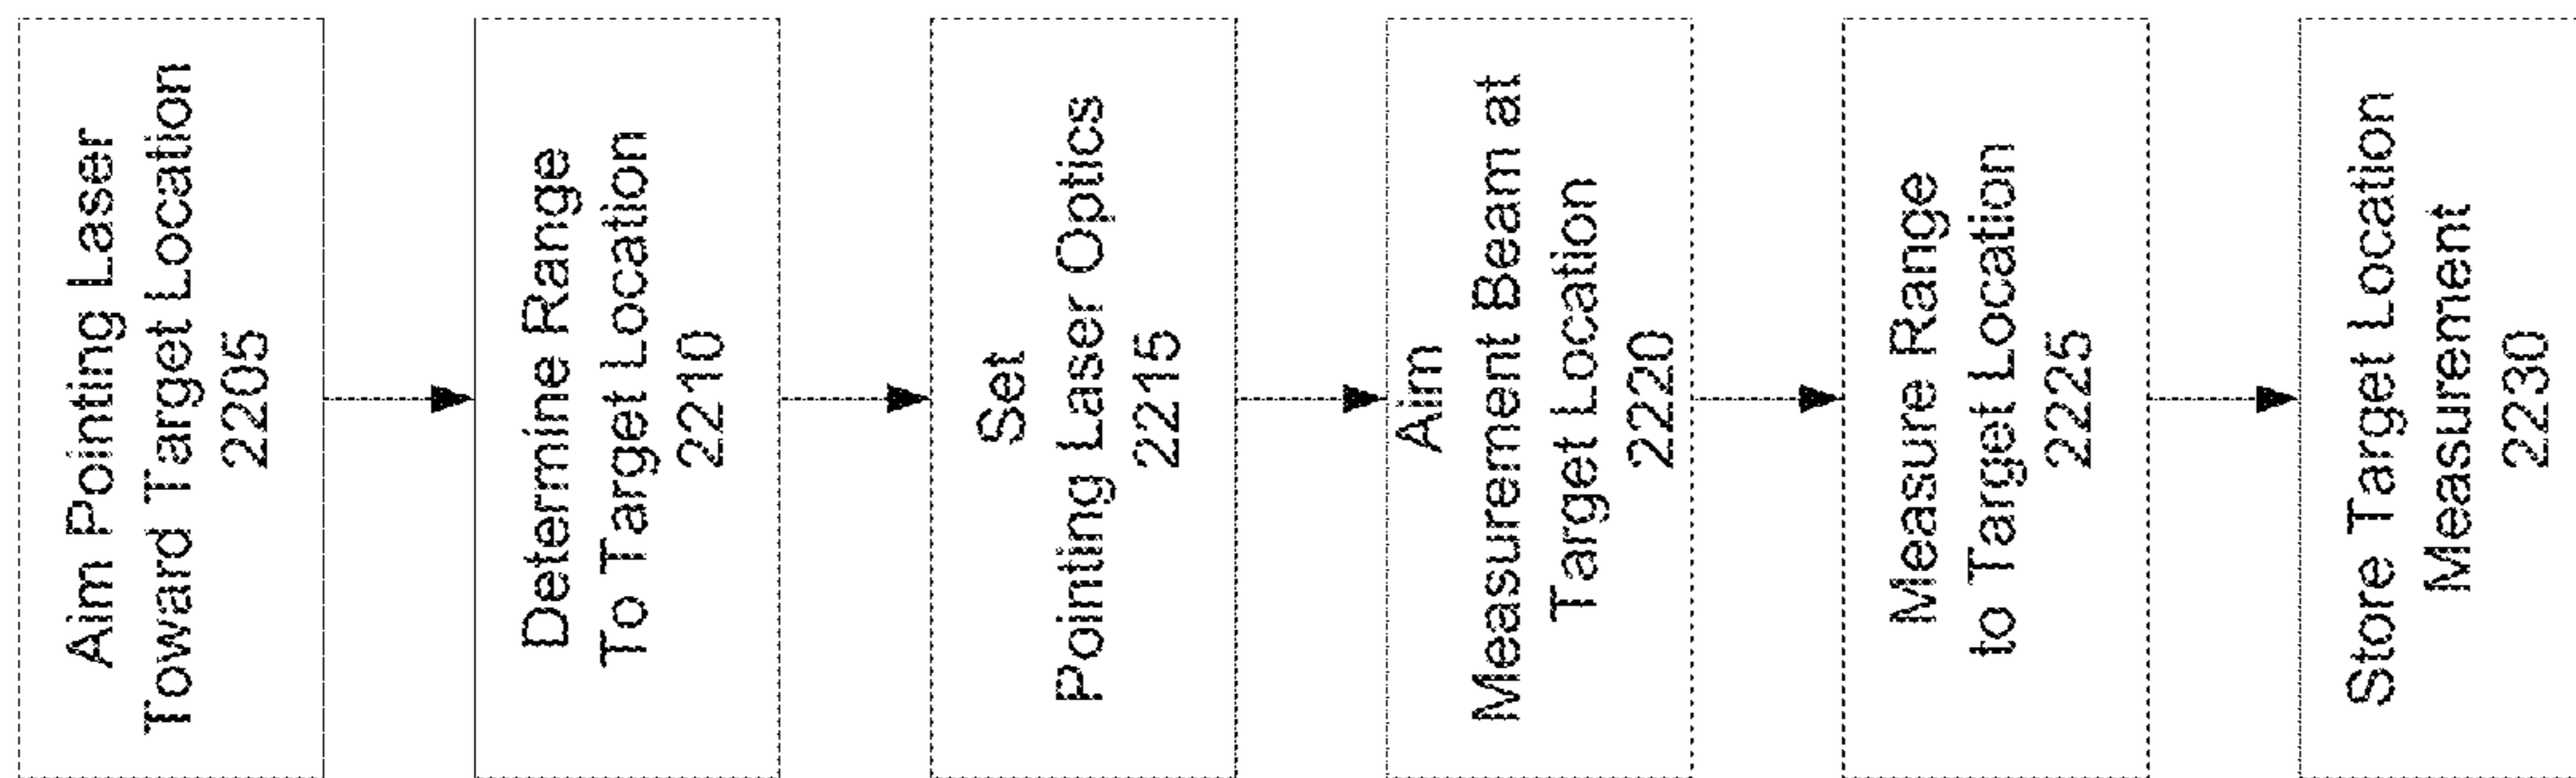 Aim Pointing Laser
Toward Target Location
2205
Determine Range
To Target Location
2210
Set
Pointing Laser Optics
2215
Aim
Measurement Beam at
Target Location
2220
Measure Range
to Target Location
2225
Store Target Location
Measurement
2230